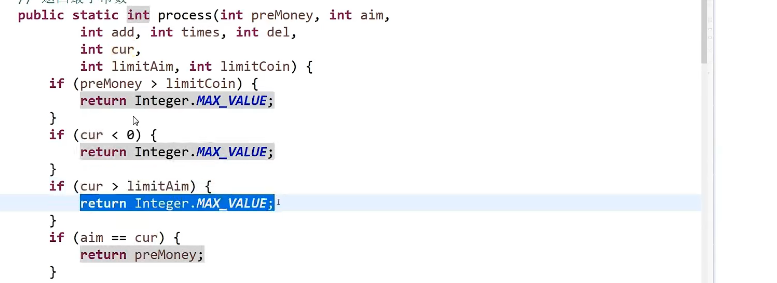 public static int process(int preMoney, int aim,
int add, int times, int del,
int cur,
int limitAim, int limitCoin) {
if (preMoney > limitCoin) {
return Integer.MAX_VALUE;
}
if (cur < 0) {
return Integer.MAX_VALUE;
}
if (cur > limitAim) {
return Integer.MAX_VALUE;
}
if (aim == cur) {
return preMoney;
}